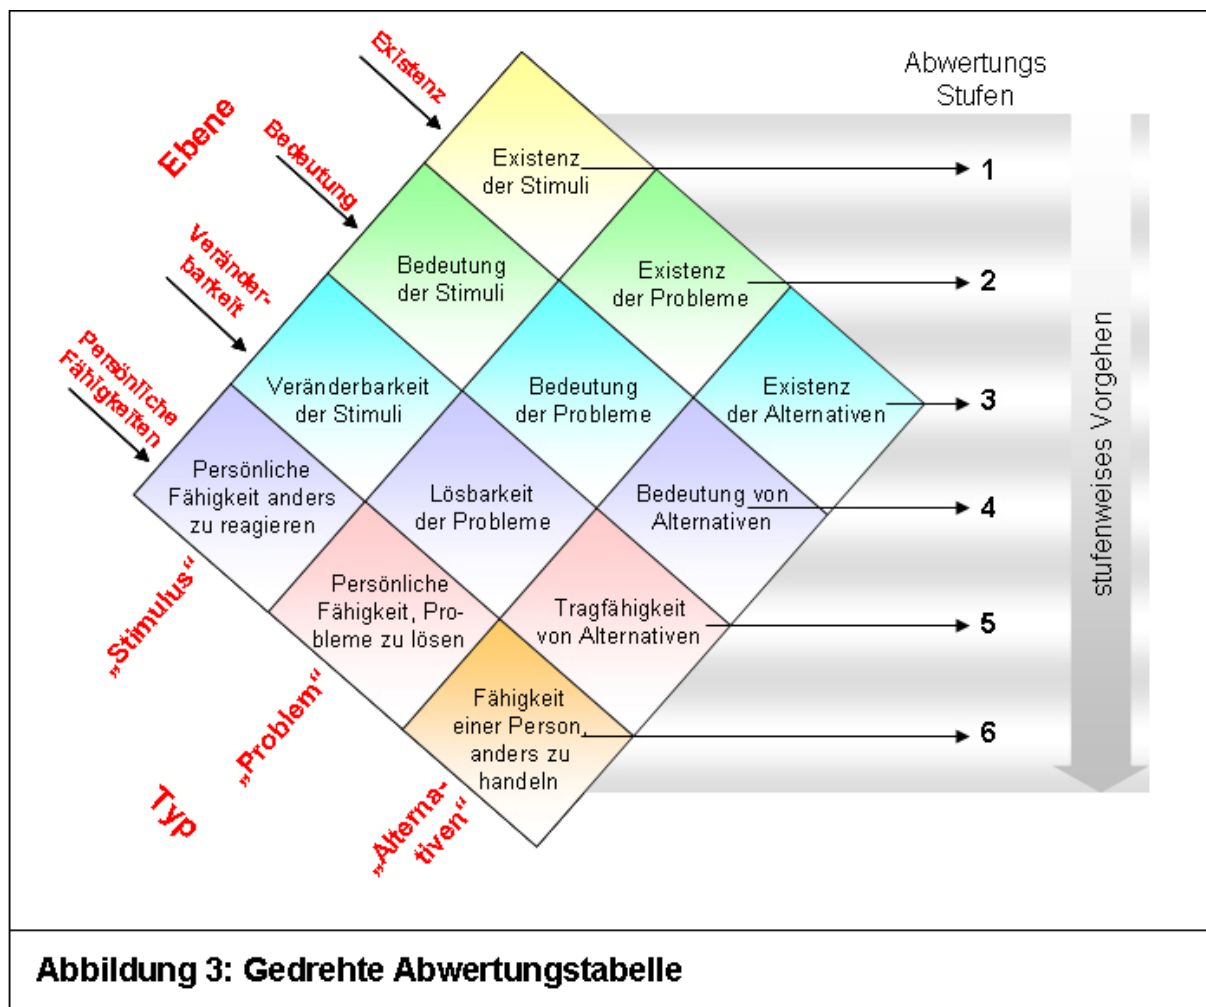 Abwertungs
Stufen
Ebene
Existenz
Bedeutung
Veränder-
barkeit
Persönliche
Fähigkeiten
Existenz
der Stimuli
1
Bedeutung
der Stimuli
Existenz
der Probleme
2
Veränderbarkeit
der Stimuli
Bedeutung
der Probleme
Existenz
der Alternativen
3
Persönliche
Fähigkeit anders
zu reagieren
Lösbarkeit
der Probleme
Bedeutung von
Alternativen
4
Persönliche
Fähigkeit, Pro-
bleme zu lösen
Tragfähigkeit
von Alternativen
5
Fähigkeit
einer Person,
anders zu
handeln
6
stufenweises Vorgehen
Typ
„Stimulus“
„Problem“
„Alterna-
tiven“
Abbildung 3: Gedrehte Abwertungstabelle